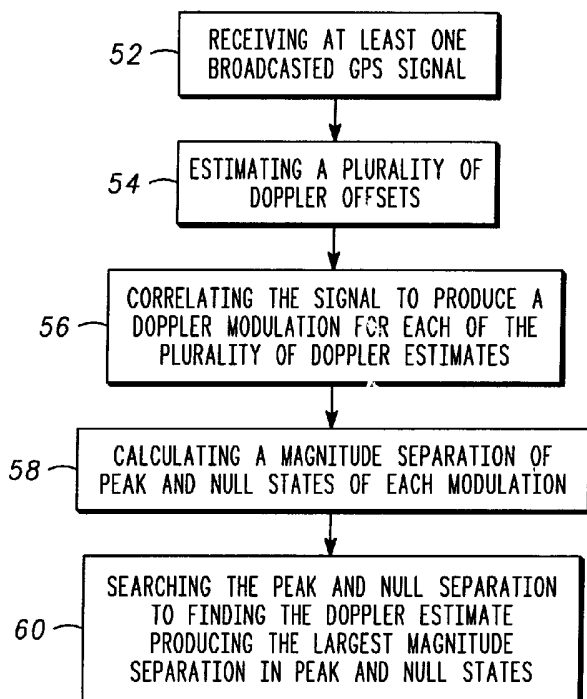 52
RECEIVING AT LEAST ONE
BROADCASTED GPS SIGNAL
54
ESTIMATING A PLURALITY OF
DOPPLER OFFSETS
56
CORRELATING THE SIGNAL TO PRODUCE A
DOPPLER MODULATION FOR EACH OF THE
PLURALITY OF DOPPLER ESTIMATES
58
CALCULATING A MAGNITUDE SEPARATION OF
PEAK AND NULL STATES OF EACH MODULATION
60
SEARCHING THE PEAK AND NULL SEPARATION
TO FINDING THE DOPPLER ESTIMATE
PRODUCING THE LARGEST MAGNITUDE
SEPARATION IN PEAK AND NULL STATES